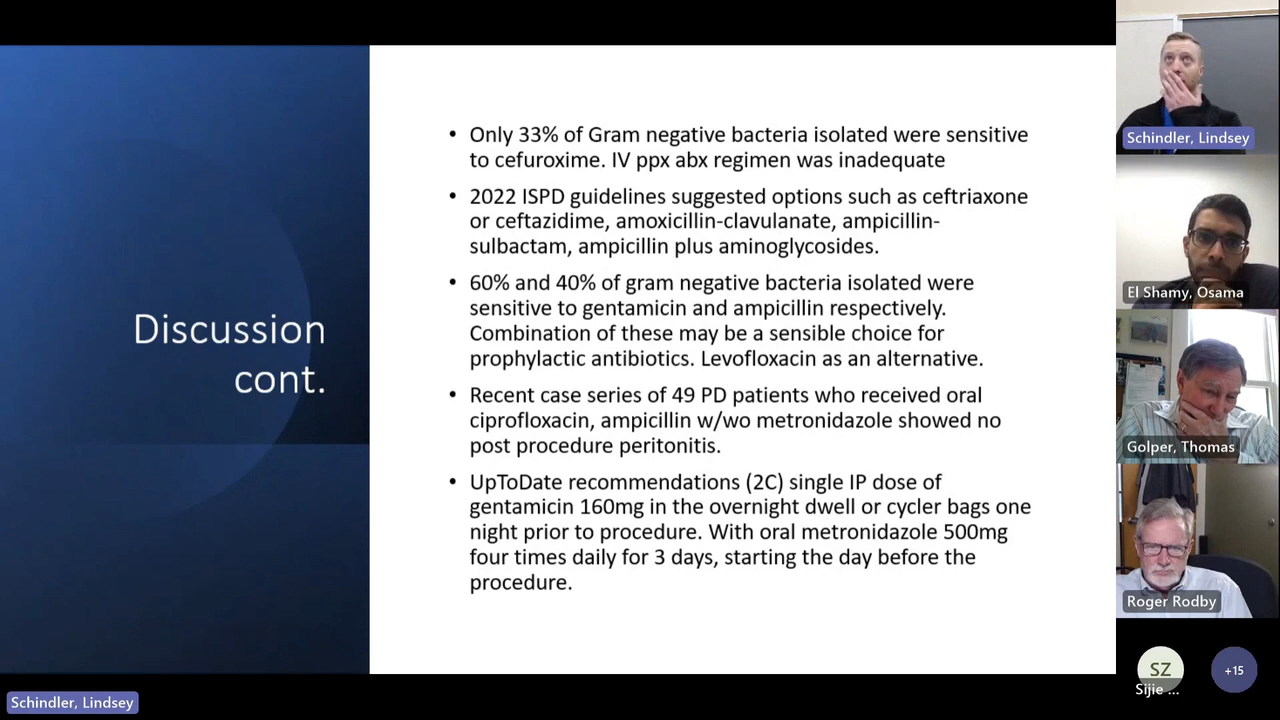 Discussion
cont.
• Only 33% of Gram negative bacteria isolated were sensitive
to cefuroxime. IV ppx abx regimen was inadequate
• 2022 ISPD guidelines suggested options such as ceftriaxone
or ceftazidime, amoxicillin-clavulanate, ampicillin-
sulbactam, ampicillin plus aminoglycosides.
• 60% and 40% of gram negative bacteria isolated were
sensitive to gentamicin and ampicillin respectively.
Combination of these may be a sensible choice for
prophylactic antibiotics. Levofloxacin as an alternative.
• Recent case series of 49 PD patients who received oral
ciprofloxacin, ampicillin w/wo metronidazole showed no
post procedure peritonitis.
• UpToDate recommendations (2C) single IP dose of
gentamicin 160mg in the overnight dwell or cycler bags one
night prior to procedure. With oral metronidazole 500mg
four times daily for 3 days, starting the day before the
procedure.
Schindler, Lindsey
El Shamy, Osama
Golper, Thomas
Roger Rodby
SZ
Sijie ...
+15
Schindler, Lindsey